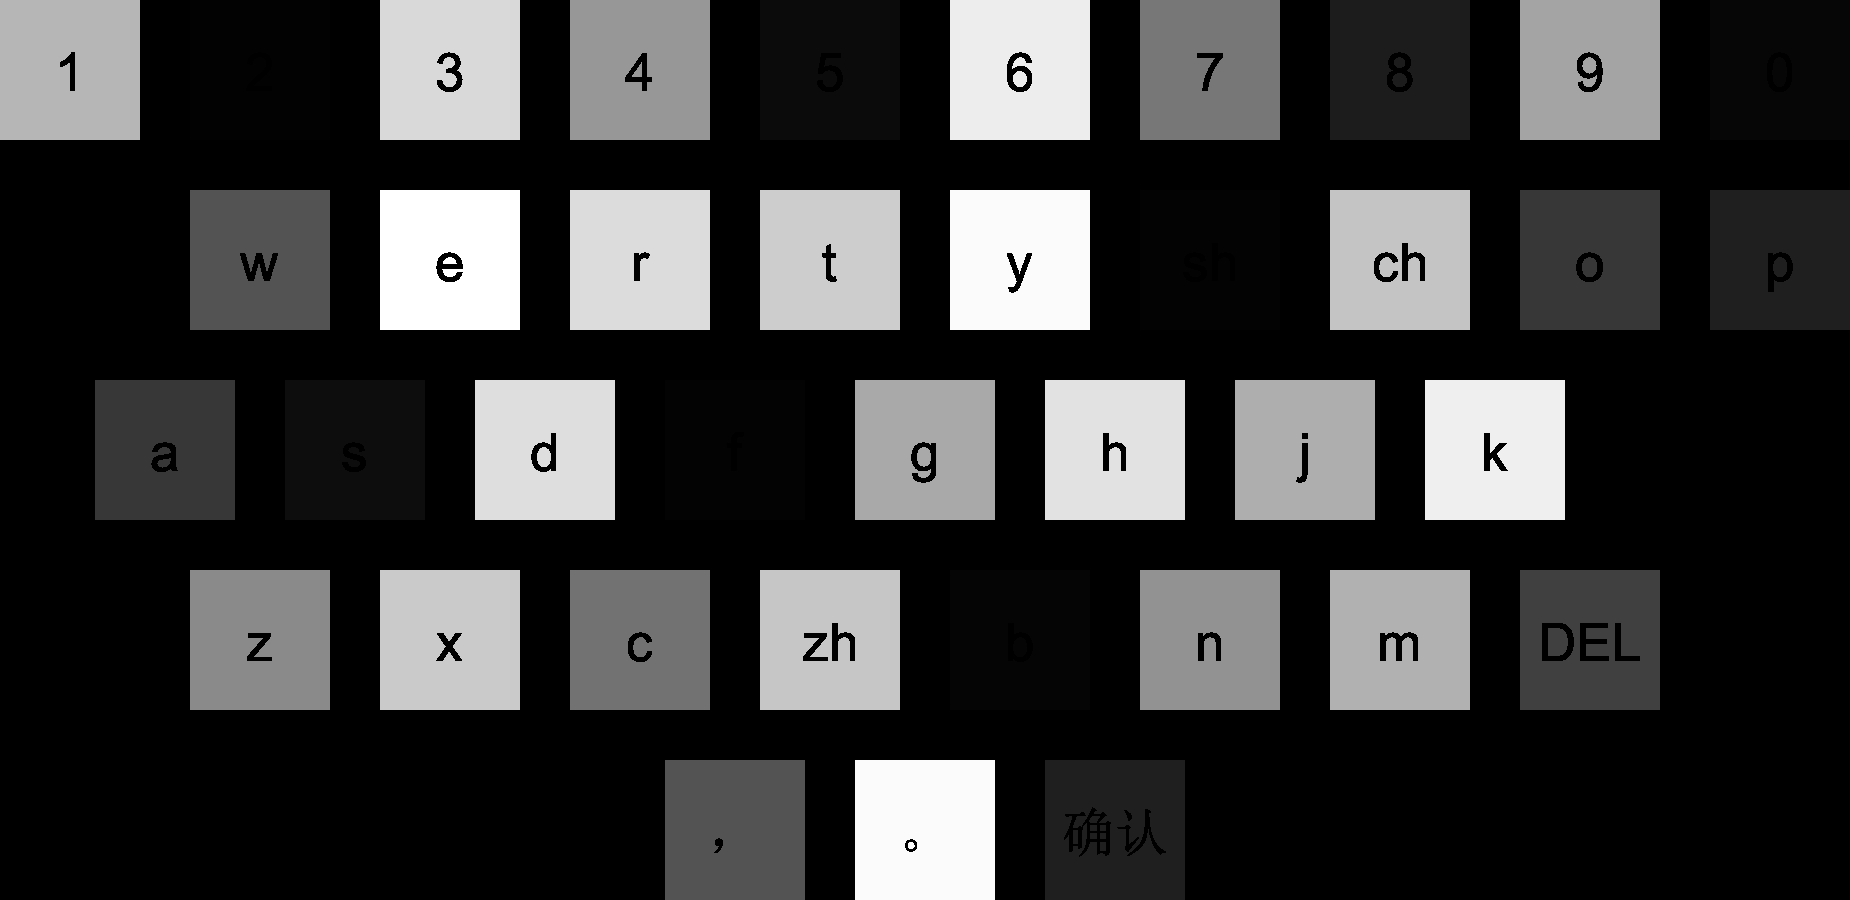 1 2 3 4 5 6 7 8 9 0
w e r t y sh ch o p
a s d f g h j k
z x c zh b n m DEL
， 。 确认